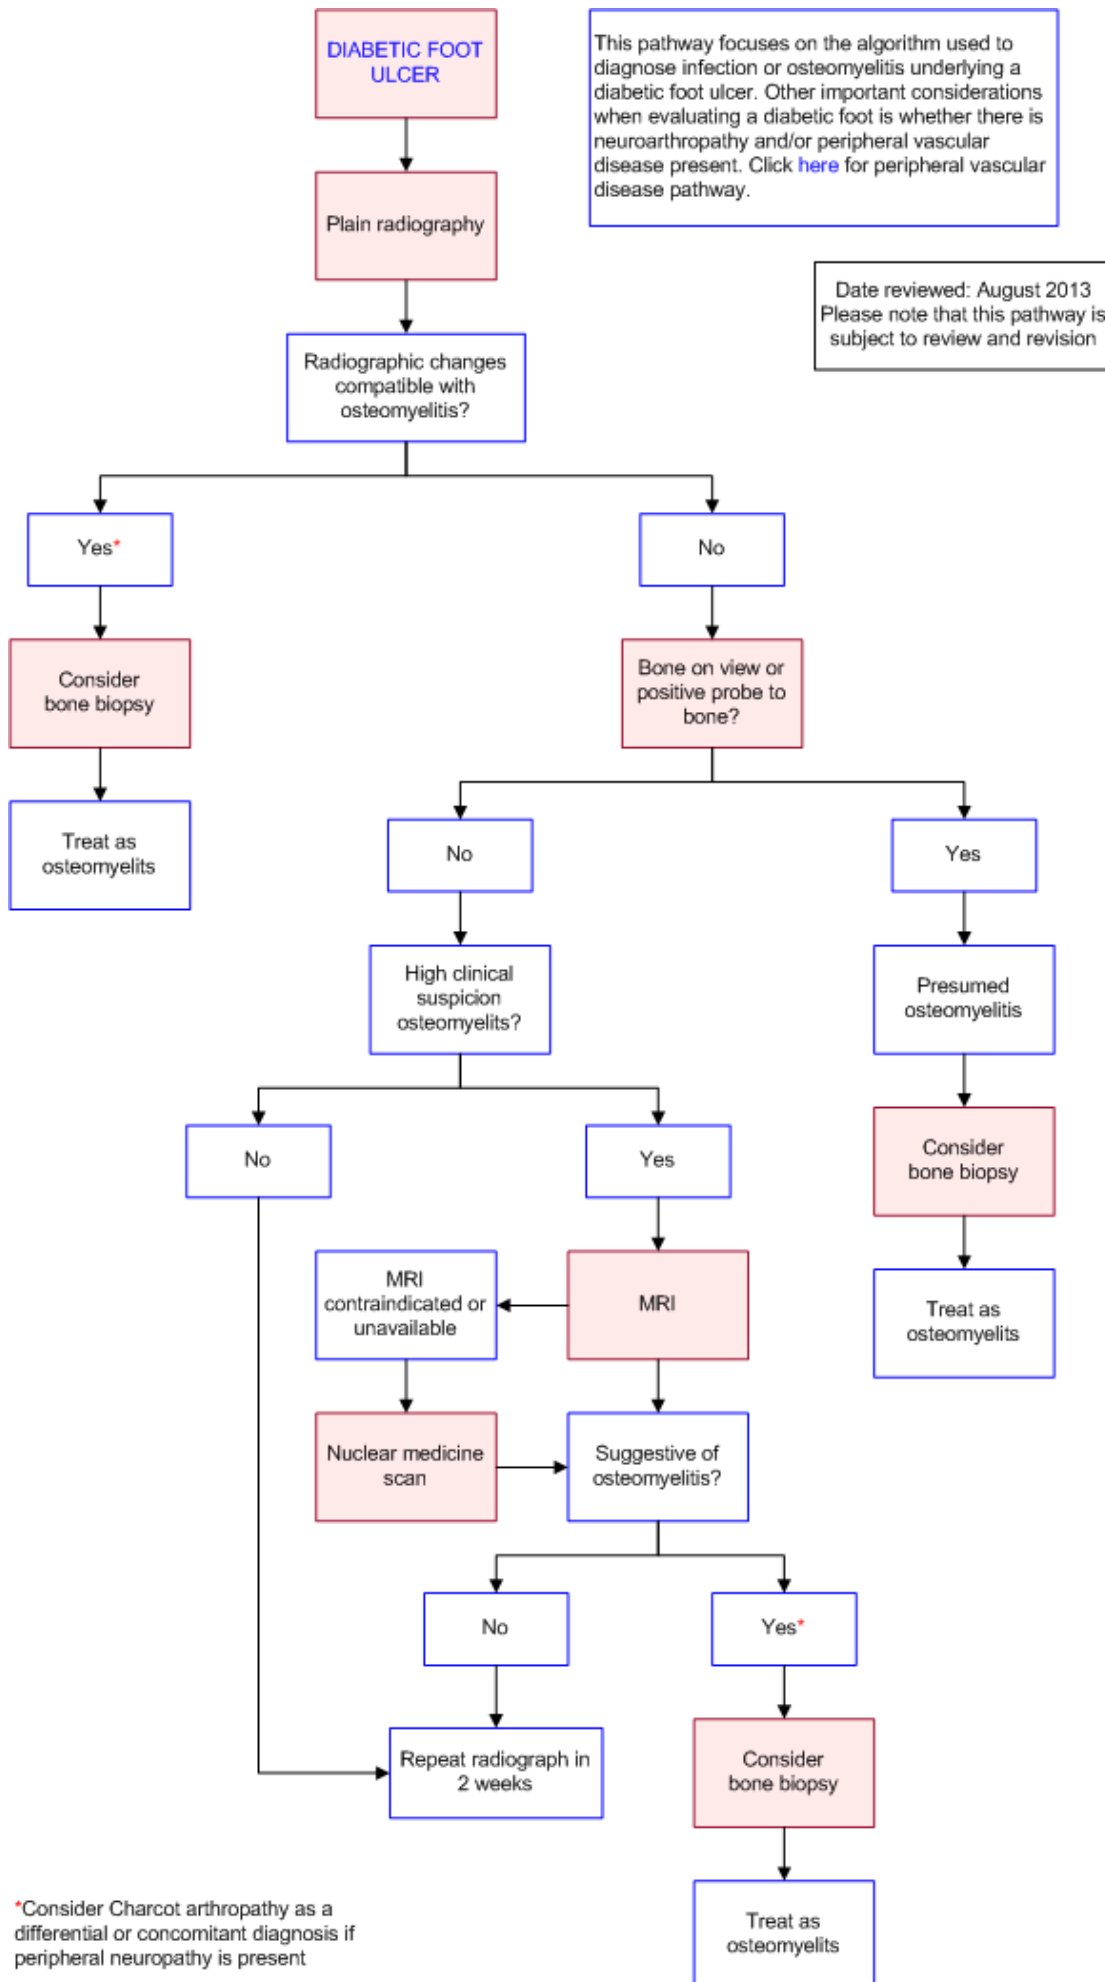 DIABETIC FOOT
ULCER
This pathway focuses on the algorithm used to
diagnose infection or osteomyelitis underlying a
diabetic foot ulcer. Other important considerations
when evaluating a diabetic foot is whether there is
neuroarthropathy and/or peripheral vascular
disease present. Click here for peripheral vascular
disease pathway.
Plain radiography
Date reviewed: August 2013
Please note that this pathway is
subject to review and revision
Radiographic changes
compatible with
osteomyelitis?
Yes*
No
Consider
bone biopsy
Bone on view or
positive probe to
bone?
Treat as
osteomyelits
No
Yes
High clinical
suspicion
osteomyelits?
Presumed
osteomyelitis
No
Yes
Consider
bone biopsy
MRI
contraindicated or
unavailable
MRI
Treat as
osteomyelits
Nuclear medicine
scan
Suggestive of
osteomyelitis?
No
Yes*
Repeat radiograph in
2 weeks
Consider
bone biopsy
Treat as
osteomyelits
*Consider Charcot arthropathy as a
differential or concomitant diagnosis if
peripheral neuropathy is present